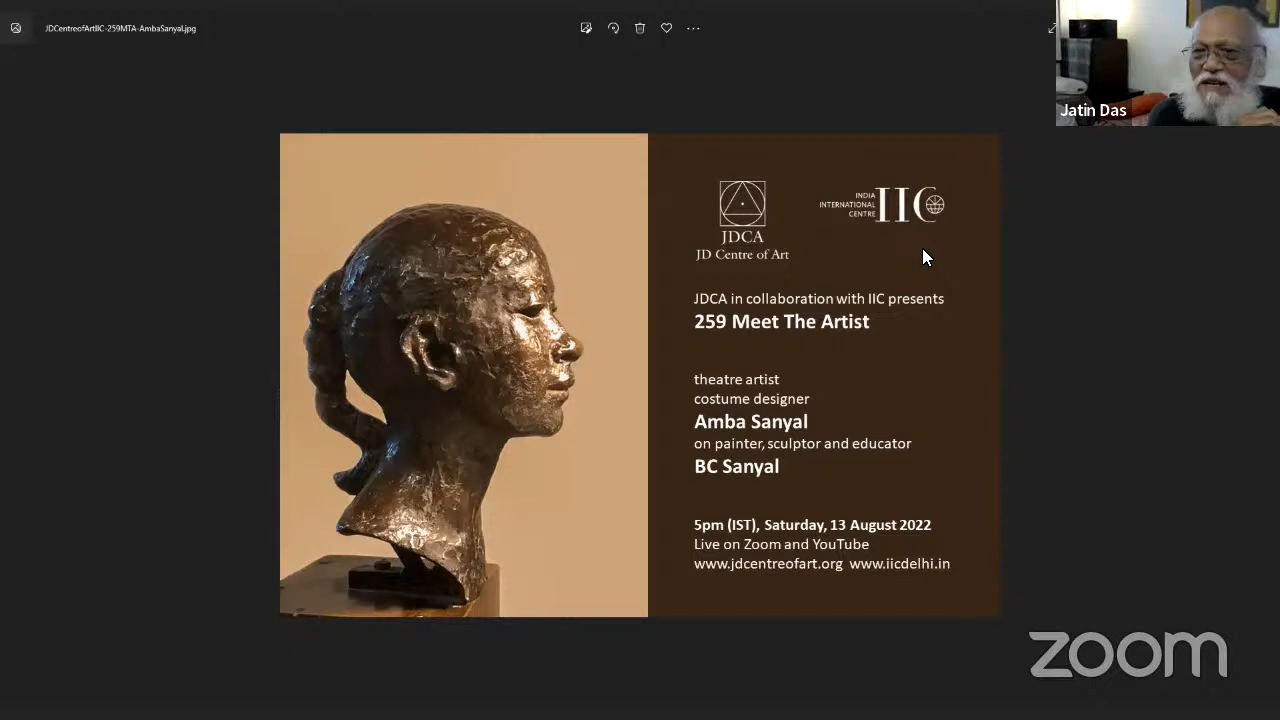 JDCentreofArtIIC-259MTA-AmbaSanyal.jpg
Jatin Das
JDCA
JD Centre of Art
INDIA
INTERNATIONAL
CENTRE
IIC
JDCA in collaboration with IIC presents
259 Meet The Artist
theatre artist
costume designer
Amba Sanyal
on painter, sculptor and educator
BC Sanyal
5pm (IST), Saturday, 13 August 2022
Live on Zoom and YouTube
www.jdcentreofart.org www.iicdelhi.in
zoom